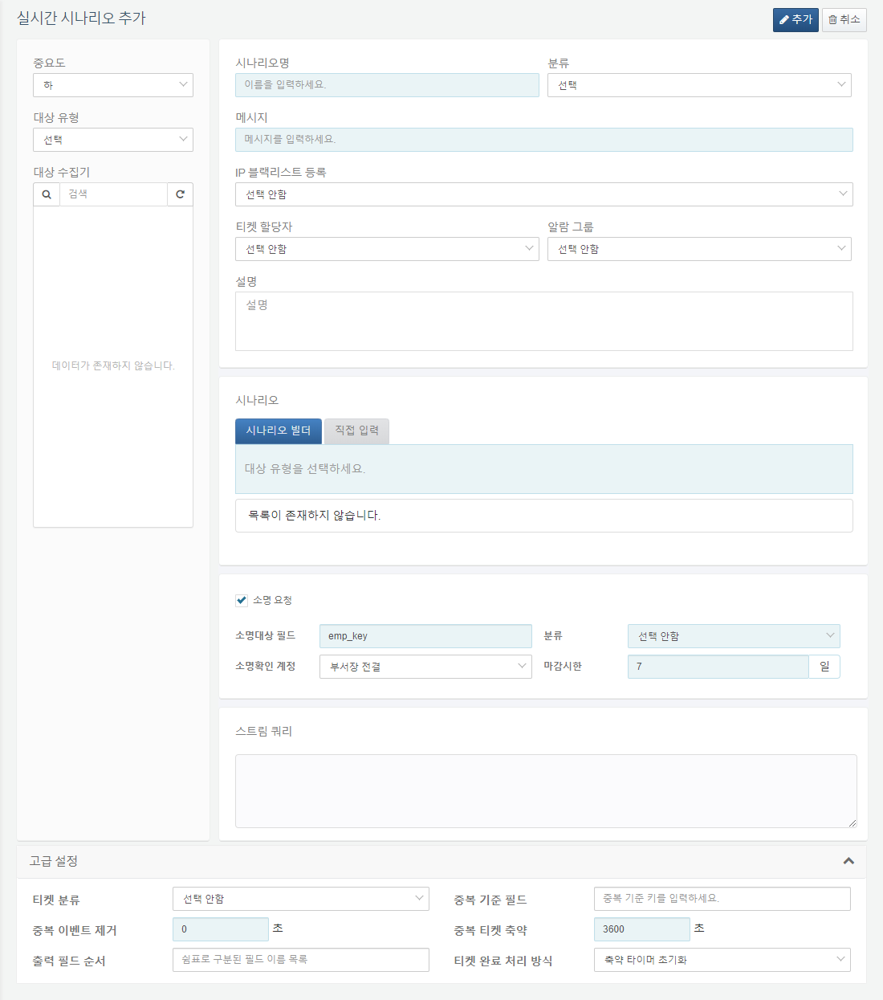 실시간 시나리오 추가
추가
취소
중요도
하
대상 유형
선택
대상 수집기
검색
데이터가 존재하지 않습니다.
시나리오명
이름을 입력하세요.
분류
선택
메시지
메시지를 입력하세요.
IP 블랙리스트 등록
선택 안함
티켓 할당자
선택 안함
알람 그룹
선택 안함
설명
설명
시나리오
시나리오 빌더
직접 입력
대상 유형을 선택하세요.
목록이 존재하지 않습니다.
소명 요청
소명대상 필드
emp_key
분류
선택 안함
소명확인 계정
부서장 전결
마감시한
7
일
스트림 쿼리
고급 설정
티켓 분류
선택 안함
중복 기준 필드
중복 기준 키를 입력하세요.
중복 이벤트 제거
0
초
중복 티켓 축약
3600
초
출력 필드 순서
쉼표로 구분된 필드 이름 목록
티켓 완료 처리 방식
축약 타이머 초기화